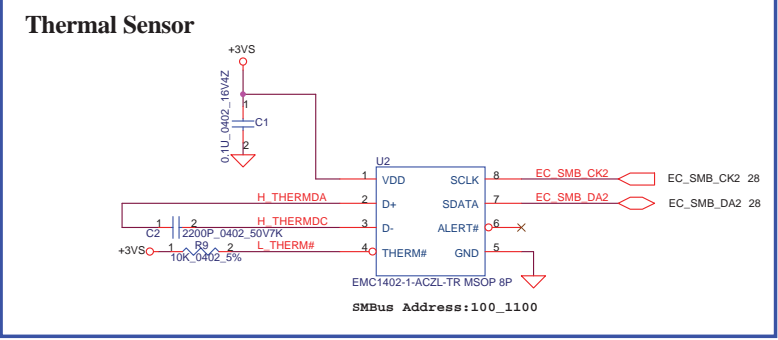 Thermal Sensor
+3VS
0.1U_0402_16V4Z
1
C1
2
U2
1 VDD SCLK 8 EC_SMB_CK2 EC_SMB_CK2 28
H_THERMDA 2 D+ SDATA 7 EC_SMB_DA2 EC_SMB_DA2 28
1 2 H_THERMDC 3 D- ALERT# 6
C2 2200P_0402_50V7K
+3VS 1 R9 2 L_THERM# 4 THERM# GND 5
10K_0402_5%
EMC1402-1-ACZL-TR MSOP 8P
SMBus Address:100_1100